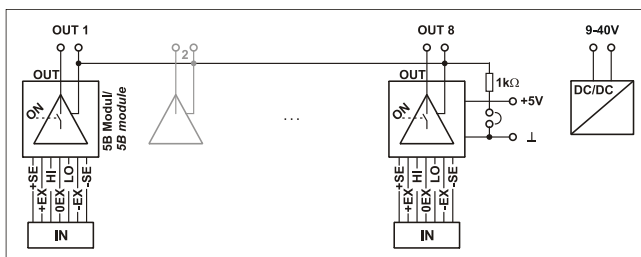 OUT 1
2
OUT 8
9-40V
OUT
OUT
1kΩ
DC/DC
+5V
ON
5B Modul/
5B module
...
ON
⊥
+SE
+EX
HI
0EX
LO
-EX
-SE
+SE
+EX
HI
0EX
LO
-EX
-SE
IN
IN